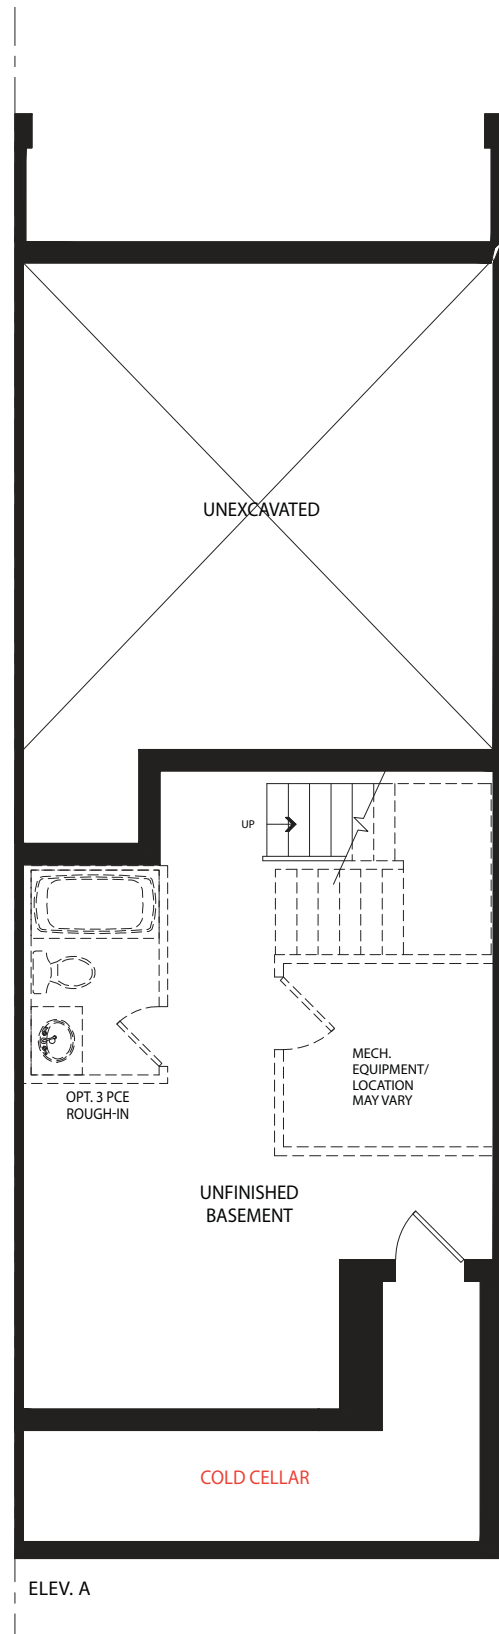 UNEXCAVATED
UP
OPT. 3 PCE
ROUGH-IN
MECH.
EQUIPMENT/
LOCATION
MAY VARY
UNFINISHED
BASEMENT
COLD CELLAR
ELEV. A